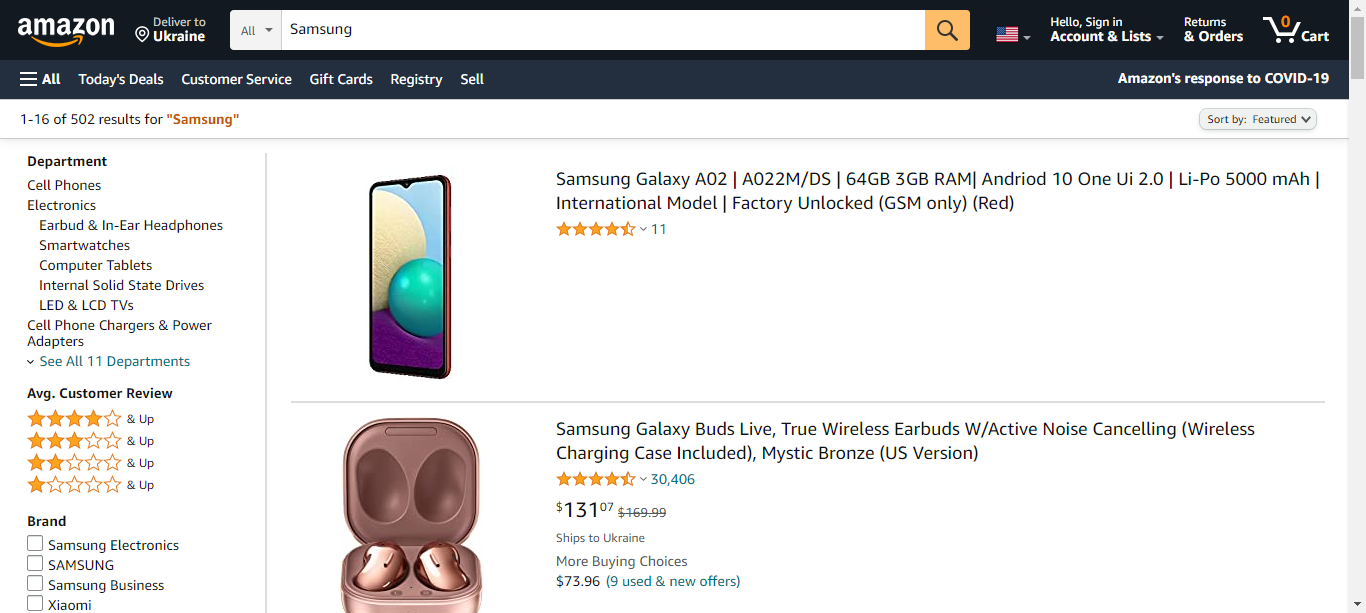 amazon
Deliver to
Ukraine
All
Samsung
Hello, Sign in
Account & Lists
Returns
& Orders
0
Cart
All
Today's Deals
Customer Service
Gift Cards
Registry
Sell
Amazon's response to COVID-19
1-16 of 502 results for "Samsung"
Sort by: Featured
Department
Cell Phones
Electronics
Earbud & In-Ear Headphones
Smartwatches
Computer Tablets
Internal Solid State Drives
LED & LCD TVs
Cell Phone Chargers & Power
Adapters
See All 11 Departments
Avg. Customer Review
& Up
& Up
& Up
& Up
Brand
Samsung Electronics
SAMSUNG
Samsung Business
Xiaomi
Samsung Galaxy A02 | A022M/DS | 64GB 3GB RAM| Andriod 10 One Ui 2.0 | Li-Po 5000 mAh |
International Model | Factory Unlocked (GSM only) (Red)
11
Samsung Galaxy Buds Live, True Wireless Earbuds W/Active Noise Cancelling (Wireless
Charging Case Included), Mystic Bronze (US Version)
30,406
$13107 $169.99
Ships to Ukraine
More Buying Choices
$73.96 (9 used & new offers)